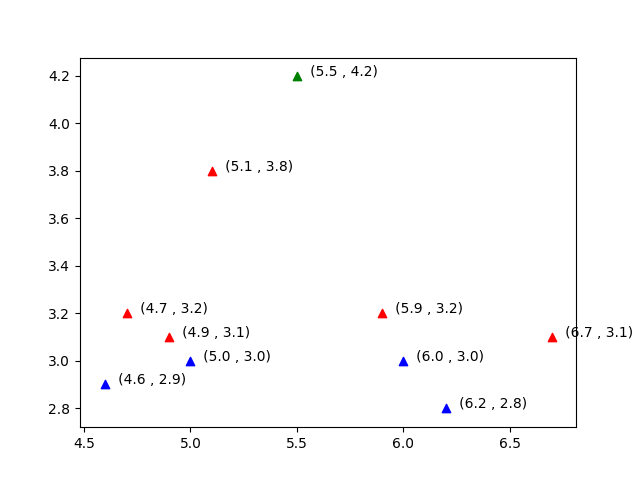 4.2
(5.5 , 4.2)
4.0
3.8
(5.1 , 3.8)
3.6
3.4
3.2
(4.7 , 3.2)
(5.9 , 3.2)
(4.9 , 3.1)
(6.7 , 3.1)
3.0
(5.0 , 3.0)
(6.0 , 3.0)
(4.6 , 2.9)
2.8
(6.2 , 2.8)
4.5 5.0 5.5 6.0 6.5